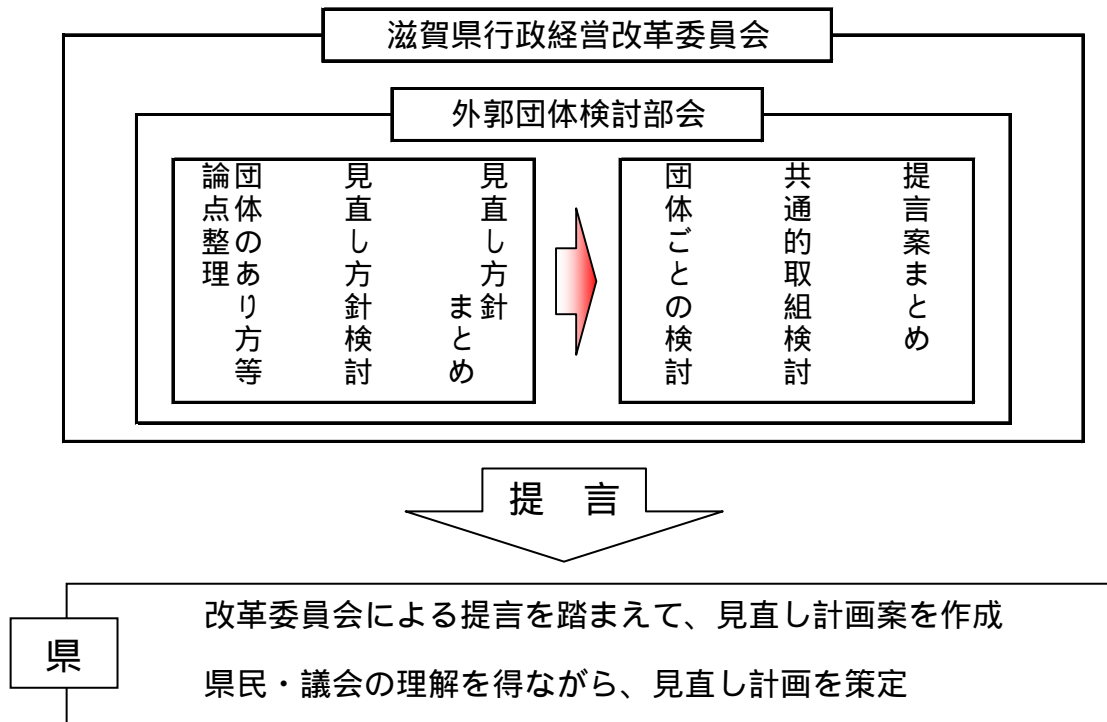 滋賀県行政経営改革委員会
外郭団体検討部会
団体のあり方等
論点整理
見直し方針検討
見直し方針
まとめ
団体ごとの検討
共通的取組検討
提言案まとめ
提 言
県
改革委員会による提言を踏まえて、見直し計画案を作成
県民・議会の理解を得ながら、見直し計画を策定